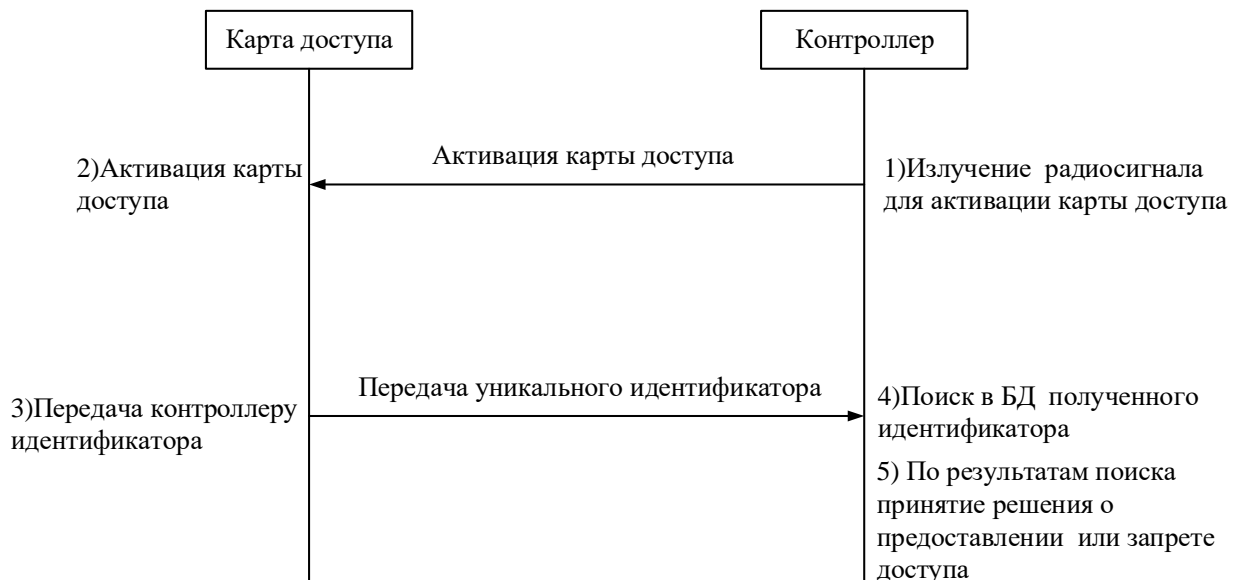 Карта доступа
Контроллер
2)Активация карты
доступа
Активация карты доступа
1)Излучение радиосигнала
для активации карты доступа
3)Передача контроллеру
идентификатора
Передача уникального идентификатора
4)Поиск в БД полученного
идентификатора
5) По результатам поиска
принятие решения о
предоставлении или запрете
доступа